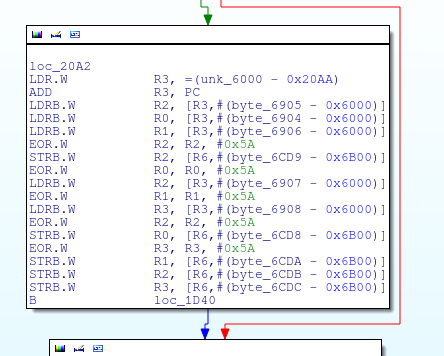 loc_20A2
LDR.W R3, =(unk_6000 - 0x20AA)
ADD R3, PC
LDRB.W R2, [R3,#(byte_6905 - 0x6000)]
LDRB.W R0, [R3,#(byte_6904 - 0x6000)]
LDRB.W R1, [R3,#(byte_6906 - 0x6000)]
EOR.W R2, R2, #0x5A
STRB.W R2, [R6,#(byte_6CD9 - 0x6B00)]
EOR.W R0, R0, #0x5A
LDRB.W R2, [R3,#(byte_6907 - 0x6000)]
EOR.W R1, R1, #0x5A
LDRB.W R3, [R3,#(byte_6908 - 0x6000)]
EOR.W R2, R2, #0x5A
STRB.W R0, [R6,#(byte_6CD8 - 0x6B00)]
EOR.W R3, R3, #0x5A
STRB.W R1, [R6,#(byte_6CDA - 0x6B00)]
STRB.W R2, [R6,#(byte_6CDB - 0x6B00)]
STRB.W R3, [R6,#(byte_6CDC - 0x6B00)]
B loc_1D40